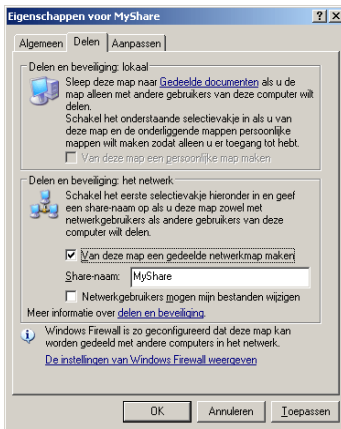 Eigenschappen voor MyShare
Algemeen Delen Aanpassen
Delen en beveiliging: lokaal
Sleep deze map naar Gedeelde documenten als u de
map alleen met andere gebruikers van deze computer wilt
delen.
Schakel het onderstaande selectievakje in als u van
deze map en de onderliggende mappen persoonlijke
mappen wilt maken zodat alleen u er toegang tot hebt.
Van deze map een persoonlijke map maken
Delen en beveiliging: het netwerk
Schakel het eerste selectievakje hieronder in en geef
een share-naam op als u deze map zowel met
netwerkgebruikers als andere gebruikers van deze
computer wilt delen.
Van deze map een gedeelde netwerkmap maken
Share-naam: MyShare
Netwerkgebruikers mogen mijn bestanden wijzigen
Meer informatie over delen en beveiliging.
Windows Firewall is zo geconfigureerd dat deze map kan
worden gedeeld met andere computers in het netwerk.
De instellingen van Windows Firewall weergeven
OK Annuleren Toepassen